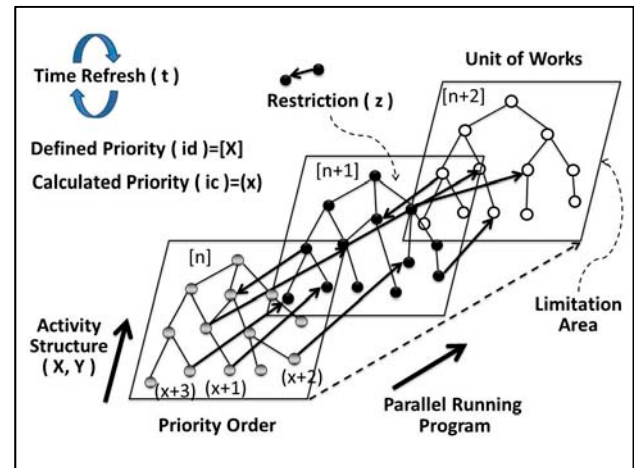 Time Refresh ( t )
Unit of Works
Restriction ( z )
[n+2]
Defined Priority ( id )=[X]
Calculated Priority ( ic )=(x)
[n+1]
[n]
Activity
Structure
( X, Y )
Limitation
Area
(x+3) (x+1) (x+2)
Priority Order
Parallel Running
Program